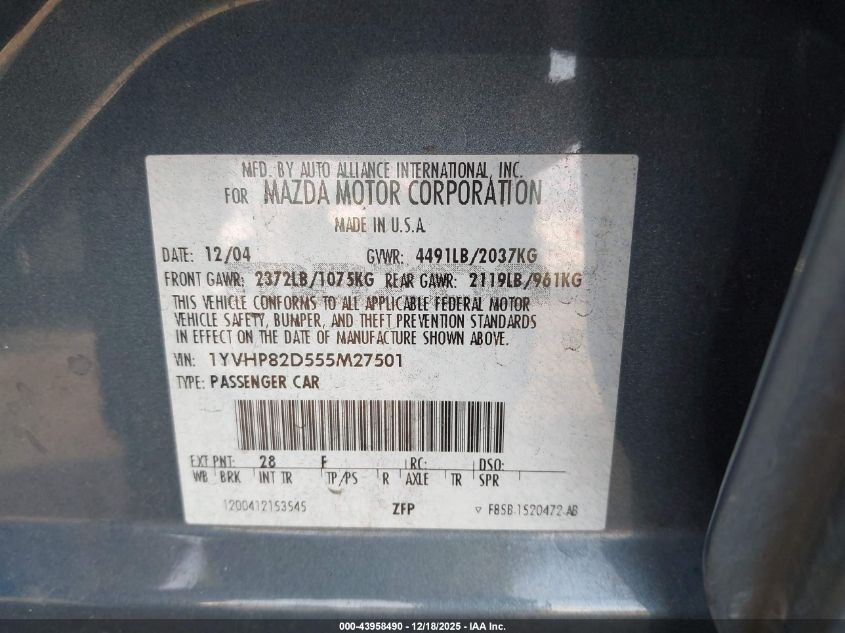 MFD. BY AUTO ALLIANCE INTERNATIONAL, INC.
FOR MAZDA MOTOR CORPORATION
MADE IN U.S.A.
DATE: 12/04 GVWR: 4491LB/2037KG
FRONT GAWR: 2372LB/1075KG REAR GAWR: 2119LB/961KG
THIS VEHICLE CONFORMS TO ALL APPLICABLE FEDERAL MOTOR
VEHICLE SAFETY, BUMPER, AND THEFT PREVENTION STANDARDS
IN EFFECT ON THE DATE OF MANUFACTURE SHOWN ABOVE.
VIN: 1YVHP82D555M27501
TYPE: PASSENGER CAR
EXT PNT: 28 F RC: DSO:
WB BRK INT TR TP/PS R AXLE TR SPR
1200412153545 ZFP ▽ F85B-1520472-AB
000-43958490 - 12/18/2025 - IAA Inc.